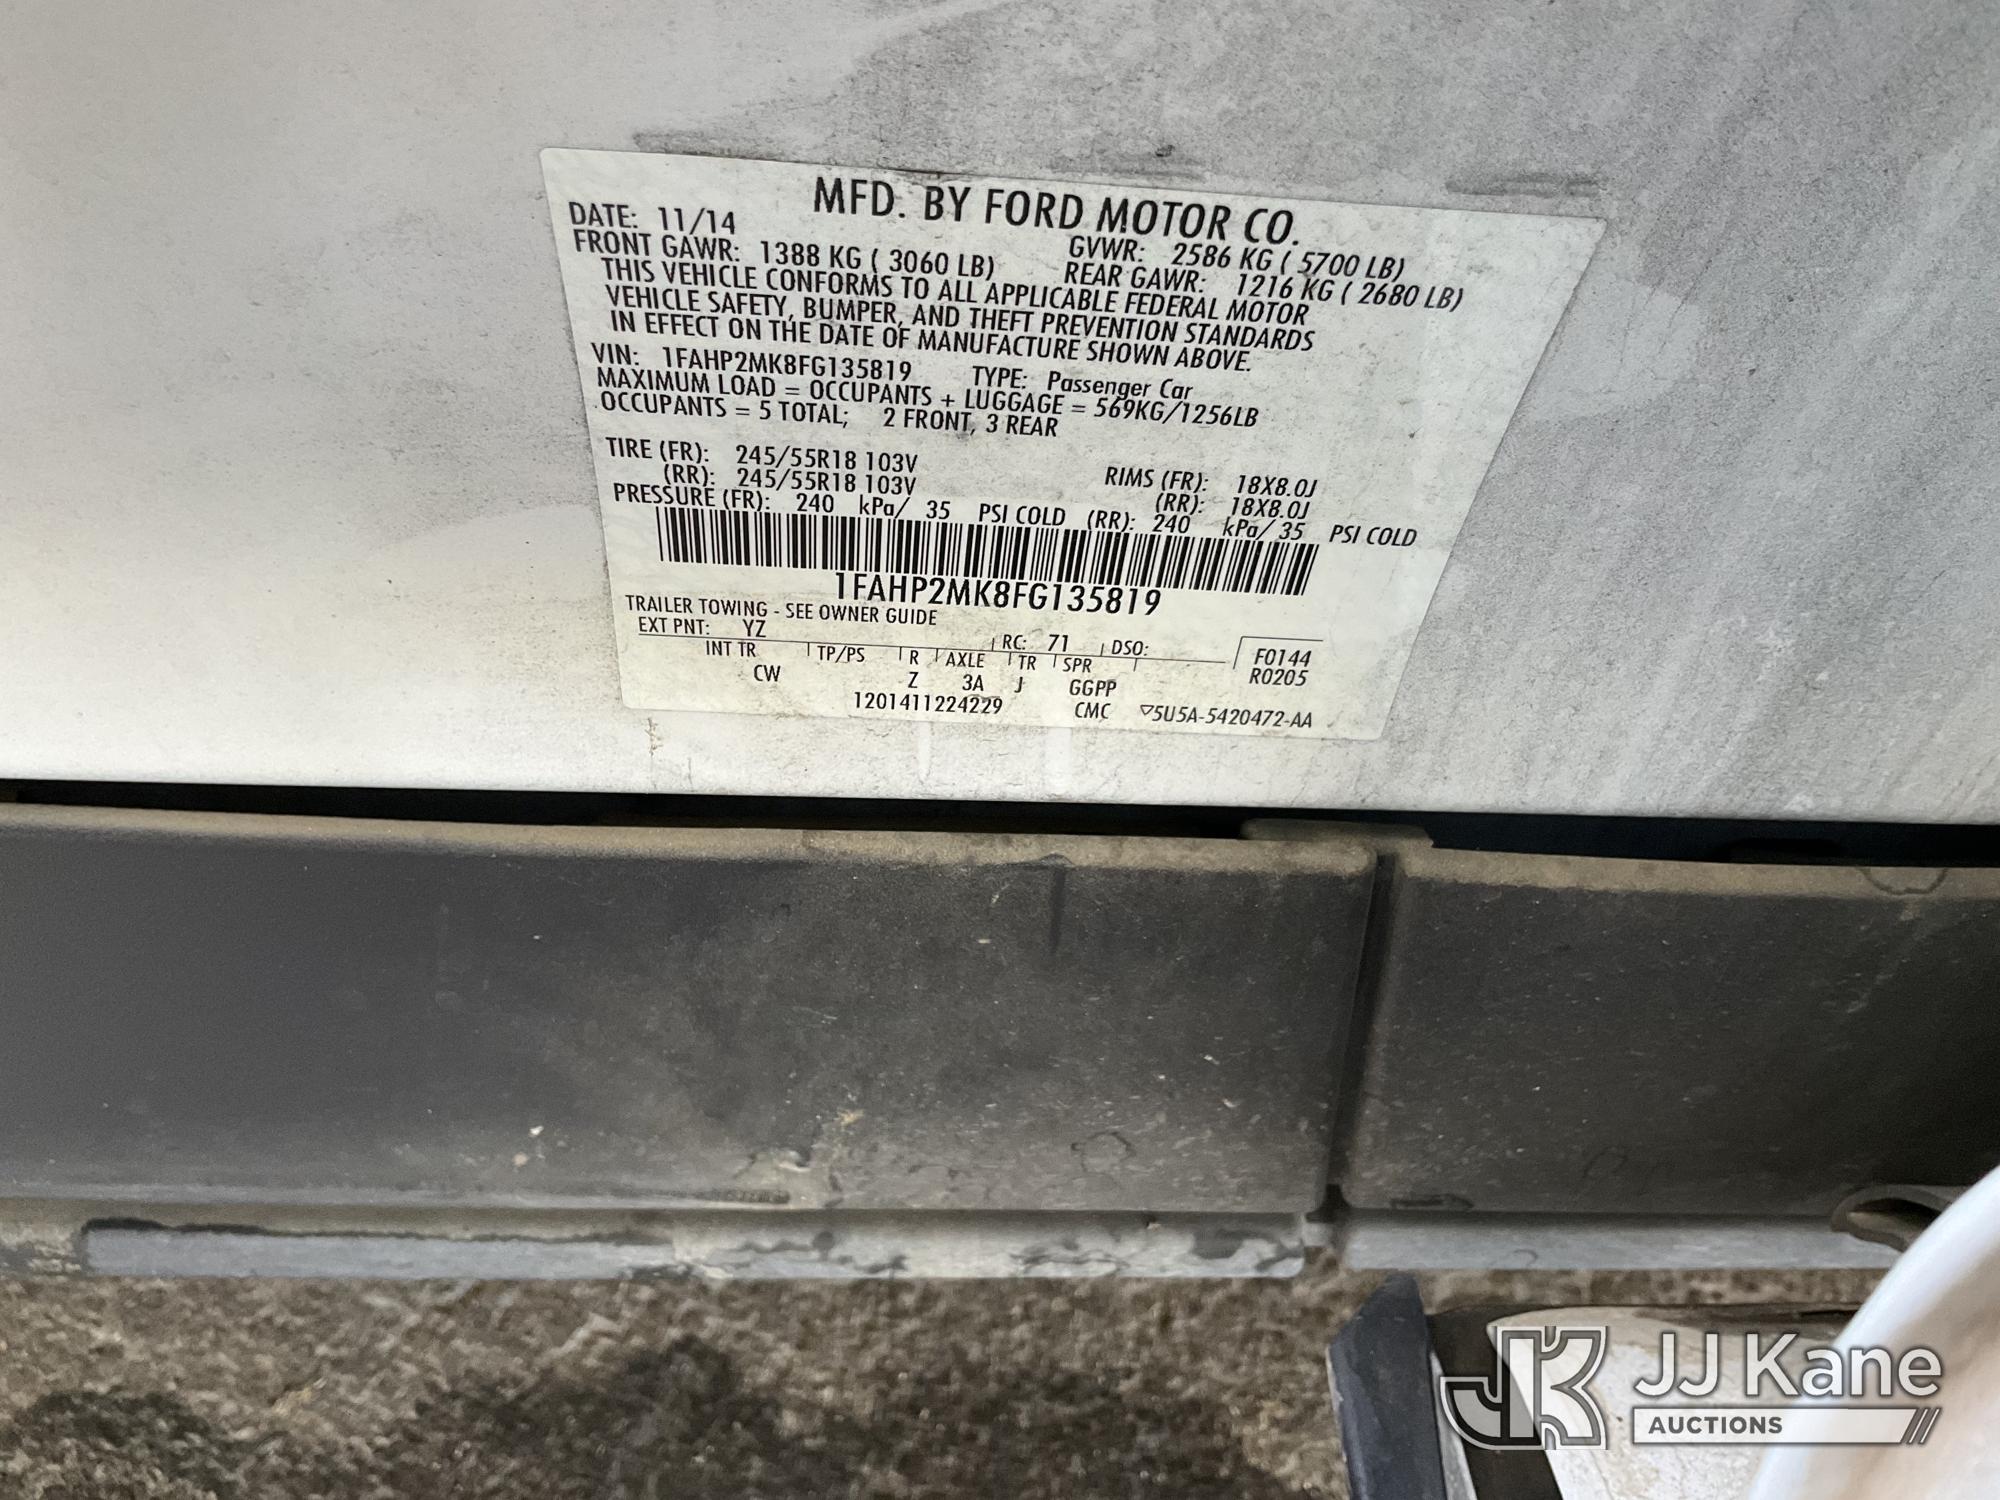 MFD. BY FORD MOTOR CO.
DATE: 11/14 GVWR: 2586 KG ( 5700 LB)
FRONT GAWR: 1388 KG ( 3060 LB) REAR GAWR: 1216 KG ( 2680 LB)
THIS VEHICLE CONFORMS TO ALL APPLICABLE FEDERAL MOTOR
VEHICLE SAFETY, BUMPER, AND THEFT PREVENTION STANDARDS
IN EFFECT ON THE DATE OF MANUFACTURE SHOWN ABOVE.
VIN: 1FAHP2MK8FG135819 TYPE: Passenger Car
MAXIMUM LOAD = OCCUPANTS + LUGGAGE = 569KG/1256LB
OCCUPANTS = 5 TOTAL; 2 FRONT, 3 REAR
TIRE (FR): 245/55R18 103V RIMS (FR): 18X8.0J
(RR): 245/55R18 103V (RR): 18X8.0J
PRESSURE (FR): 240 kPa/ 35 PSI COLD (RR): 240 kPa/ 35 PSI COLD
1FAHP2MK8FG135819
TRAILER TOWING - SEE OWNER GUIDE
EXT PNT: YZ RC: 71 DSO: F0144
INT TR TP/PS R AXLE TR SPR R0205
CW Z 3A J GGPP
1201411224229 CMC ▽5U5A-5420472-AA
JJ Kane
AUCTIONS